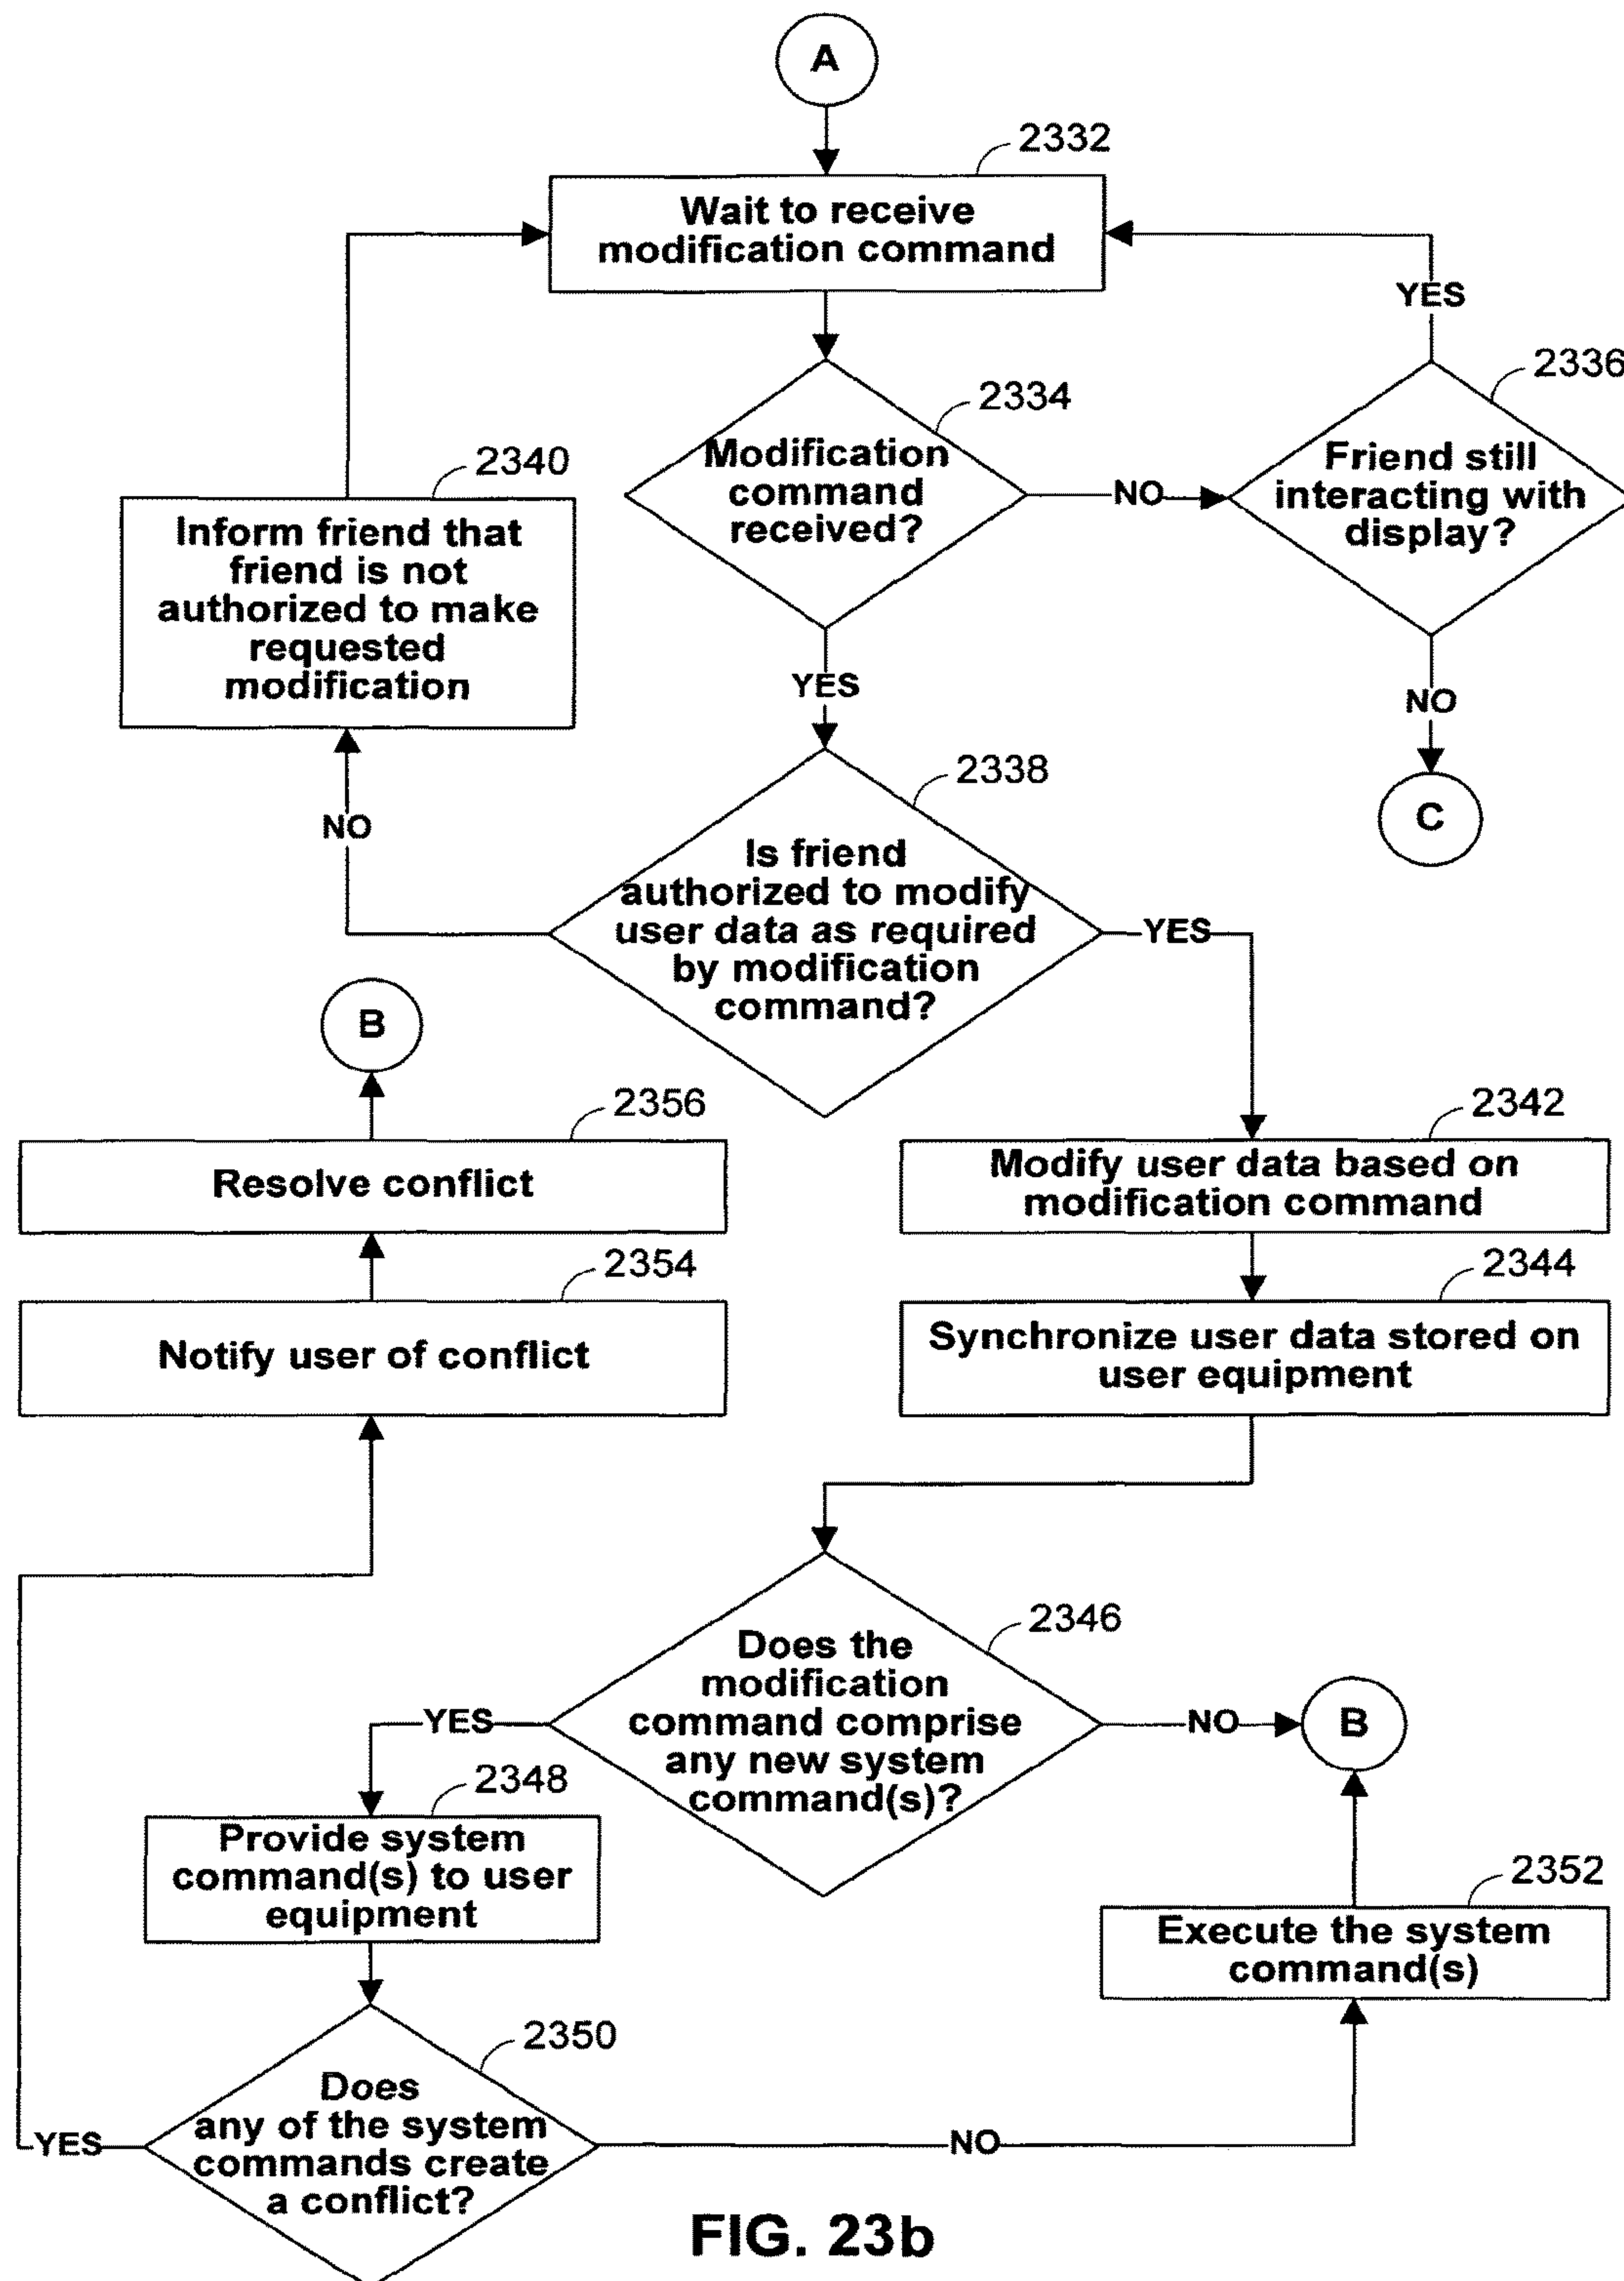 A
2332
Wait to receive
modification command
YES
2336
2334
Modification
command
received?
NO
Friend still
interacting with
display?
2340
Inform friend that
friend is not
authorized to make
requested
modification
YES
NO
C
2338
Is friend
authorized to modify
user data as required
by modification
command?
NO
YES
B
2356
Resolve conflict
2342
Modify user data based on
modification command
2354
Notify user of conflict
2344
Synchronize user data stored on
user equipment
2346
Does the
modification
command comprise
any new system
command(s)?
YES
NO
B
2348
Provide system
command(s) to user
equipment
2352
Execute the system
command(s)
2350
Does
any of the system
commands create
a conflict?
YES
NO
FIG. 23b